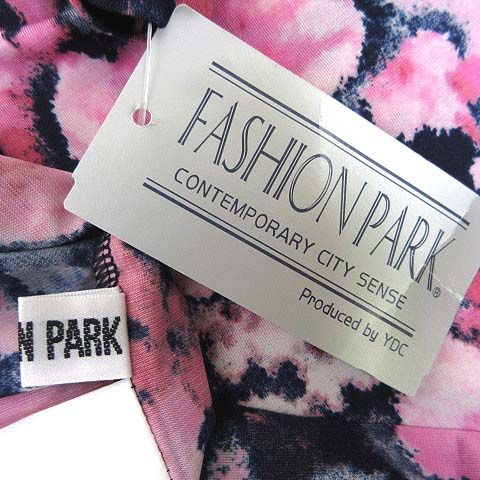 FASHION PARK®
CONTEMPORARY CITY SENSE
Produced by YDC
N PARK